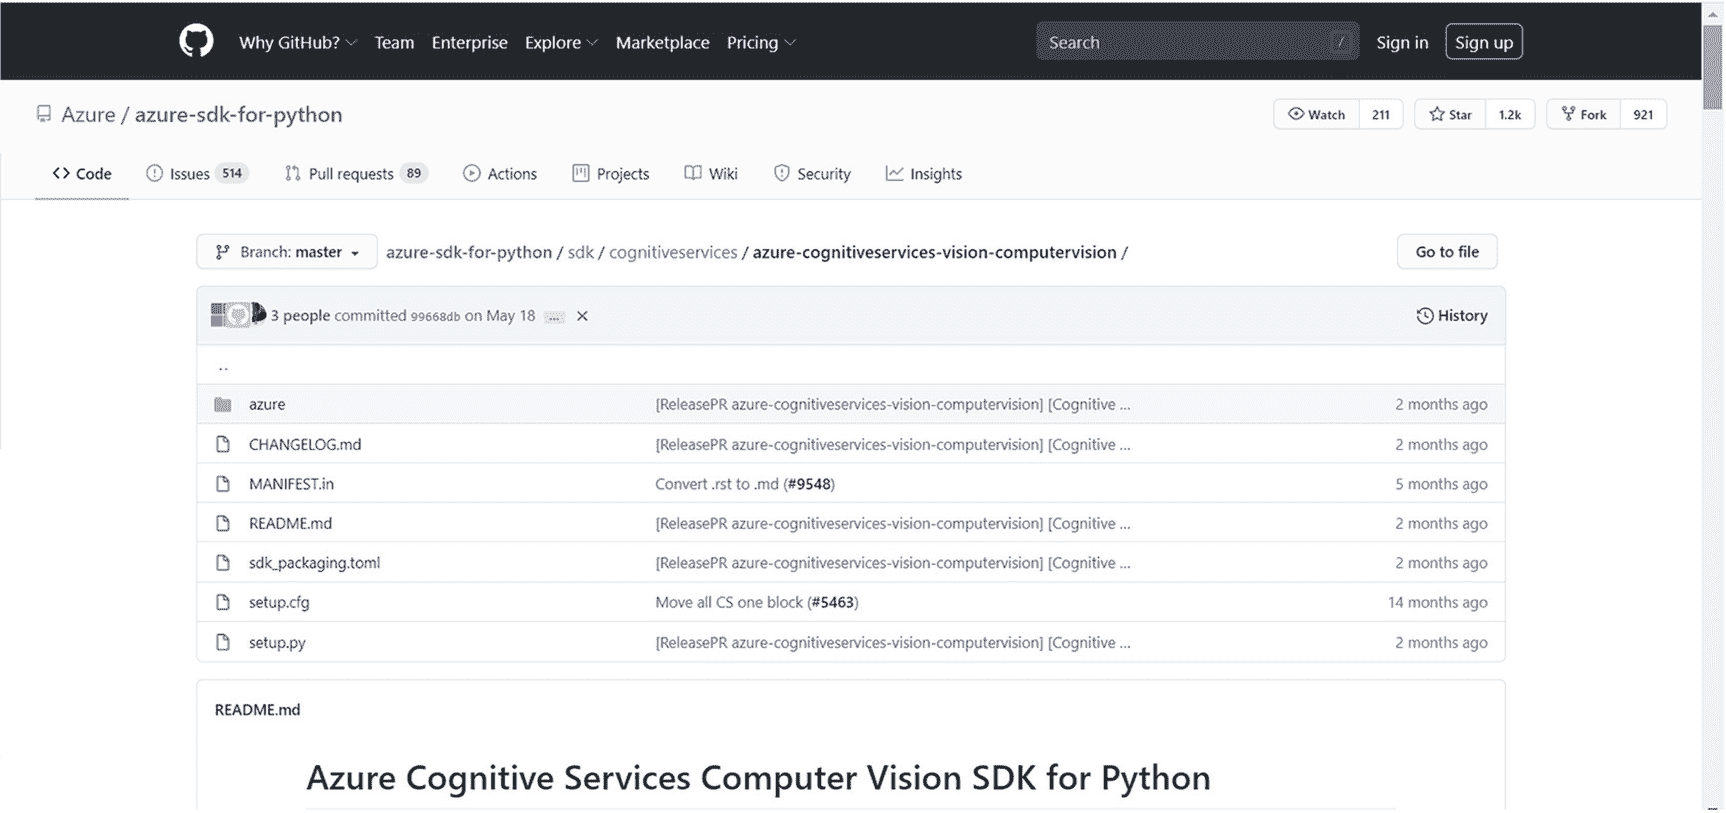 Why GitHub? Team Enterprise Explore Marketplace Pricing Search / Sign in Sign up
Azure / azure-sdk-for-python Watch 211 Star 1.2k Fork 921
Code Issues 514 Pull requests 89 Actions Projects Wiki Security Insights
Branch: master azure-sdk-for-python / sdk / cognitiveservices / azure-cognitiveservices-vision-computervision / Go to file
3 people committed 99668db on May 18 ... × History
..
azure [ReleasePR azure-cognitiveservices-vision-computervision] [Cognitive ... 2 months ago
CHANGELOG.md [ReleasePR azure-cognitiveservices-vision-computervision] [Cognitive ... 2 months ago
MANIFEST.in Convert .rst to .md (#9548) 5 months ago
README.md [ReleasePR azure-cognitiveservices-vision-computervision] [Cognitive ... 2 months ago
sdk_packaging.toml [ReleasePR azure-cognitiveservices-vision-computervision] [Cognitive ... 2 months ago
setup.cfg Move all CS one block (#5463) 14 months ago
setup.py [ReleasePR azure-cognitiveservices-vision-computervision] [Cognitive ... 2 months ago
README.md
Azure Cognitive Services Computer Vision SDK for Python